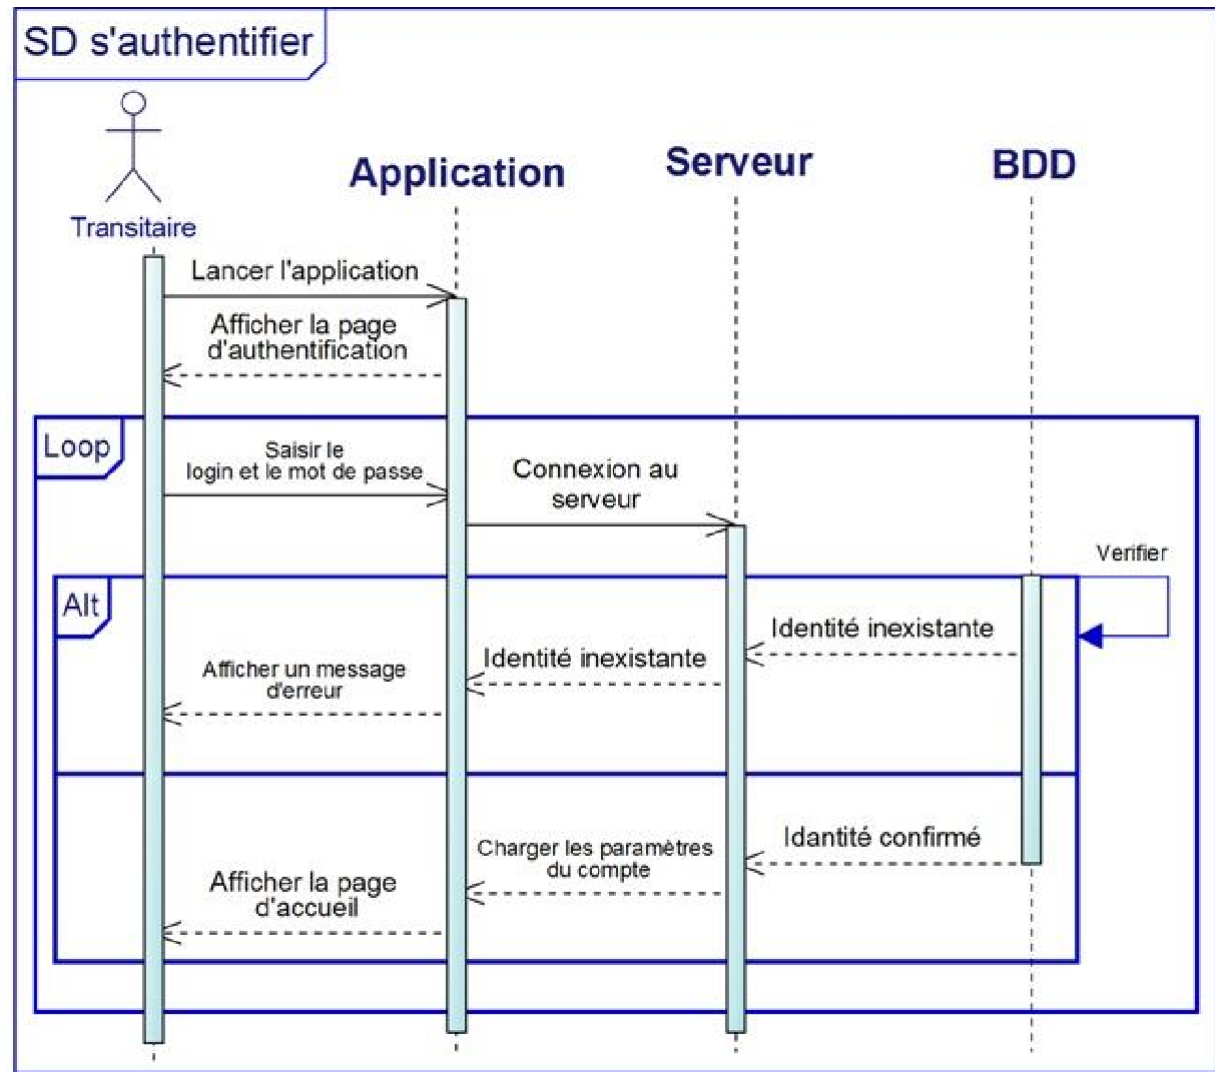 SD s'authentifier
Transitaire
Application
Serveur
BDD
Lancer l'application
Afficher la page
d'authentification
Loop
Saisir le
login et le mot de passe
Connexion au
serveur
Verifier
Alt
Identité inexistante
Identité inexistante
Afficher un message
d'erreur
Idantité confirmé
Charger les paramètres
du compte
Afficher la page
d'accueil